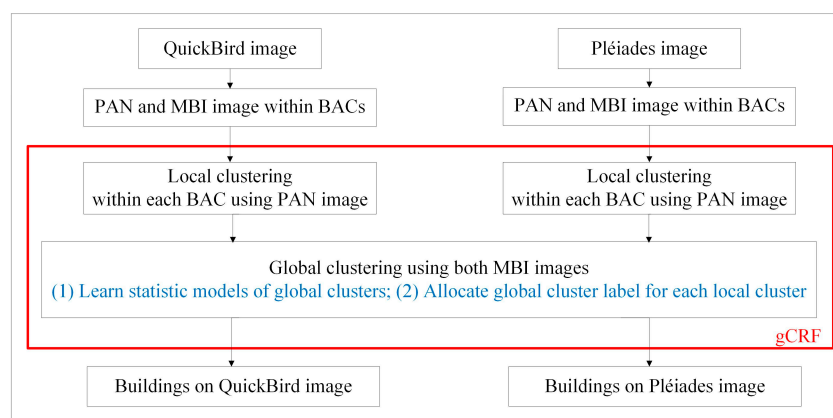 QuickBird image
Pléiades image
PAN and MBI image within BACs
PAN and MBI image within BACs
Local clustering
within each BAC using PAN image
Local clustering
within each BAC using PAN image
Global clustering using both MBI images
(1) Learn statistic models of global clusters; (2) Allocate global cluster label for each local cluster
gCRF
Buildings on QuickBird image
Buildings on Pléiades image